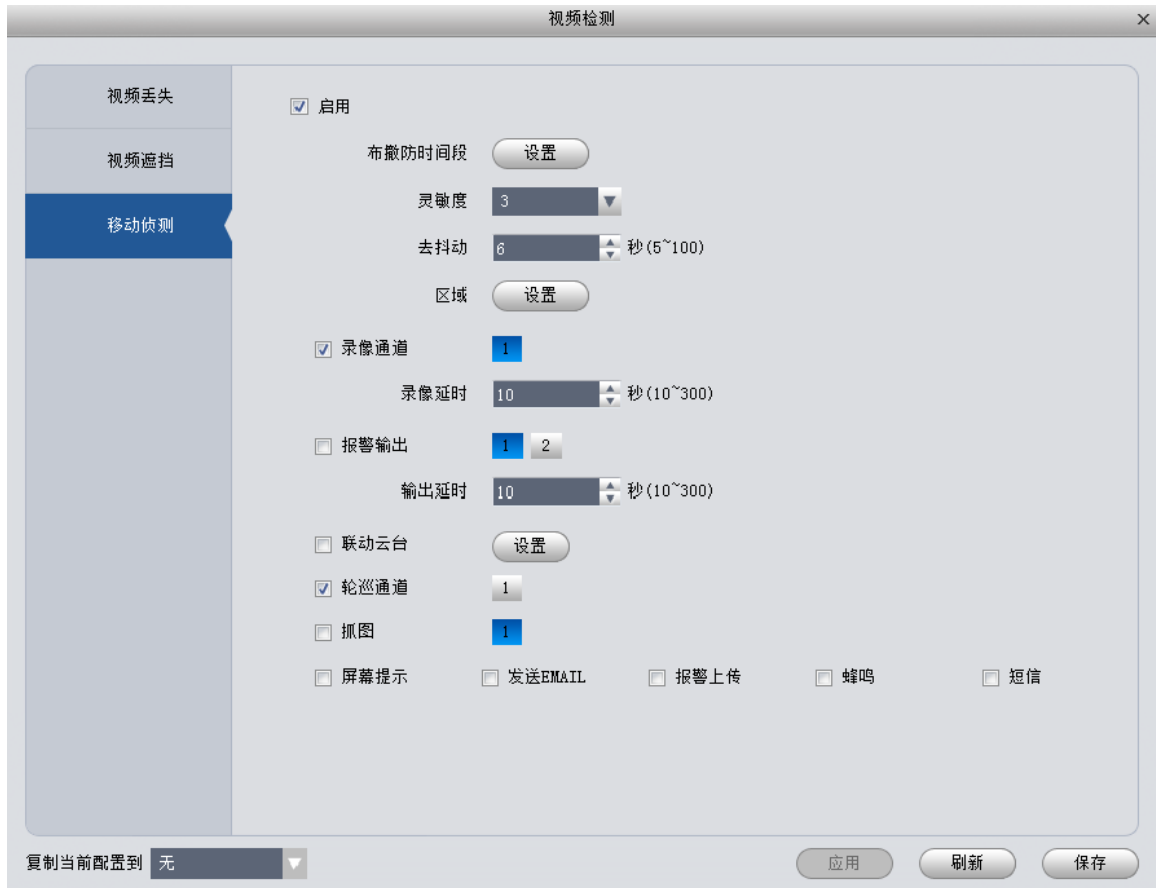 视频检测
视频丢失
视频遮挡
移动侦测
启用
布撤防时间段 设置
灵敏度 3
去抖动 6 秒(5~100)
区域 设置
录像通道 1
录像延时 10 秒(10~300)
报警输出 1 2
输出延时 10 秒(10~300)
联动云台 设置
轮巡通道 1
抓图 1
屏幕提示 发送EMAIL 报警上传 蜂鸣 短信
复制当前配置到 无 应用 刷新 保存